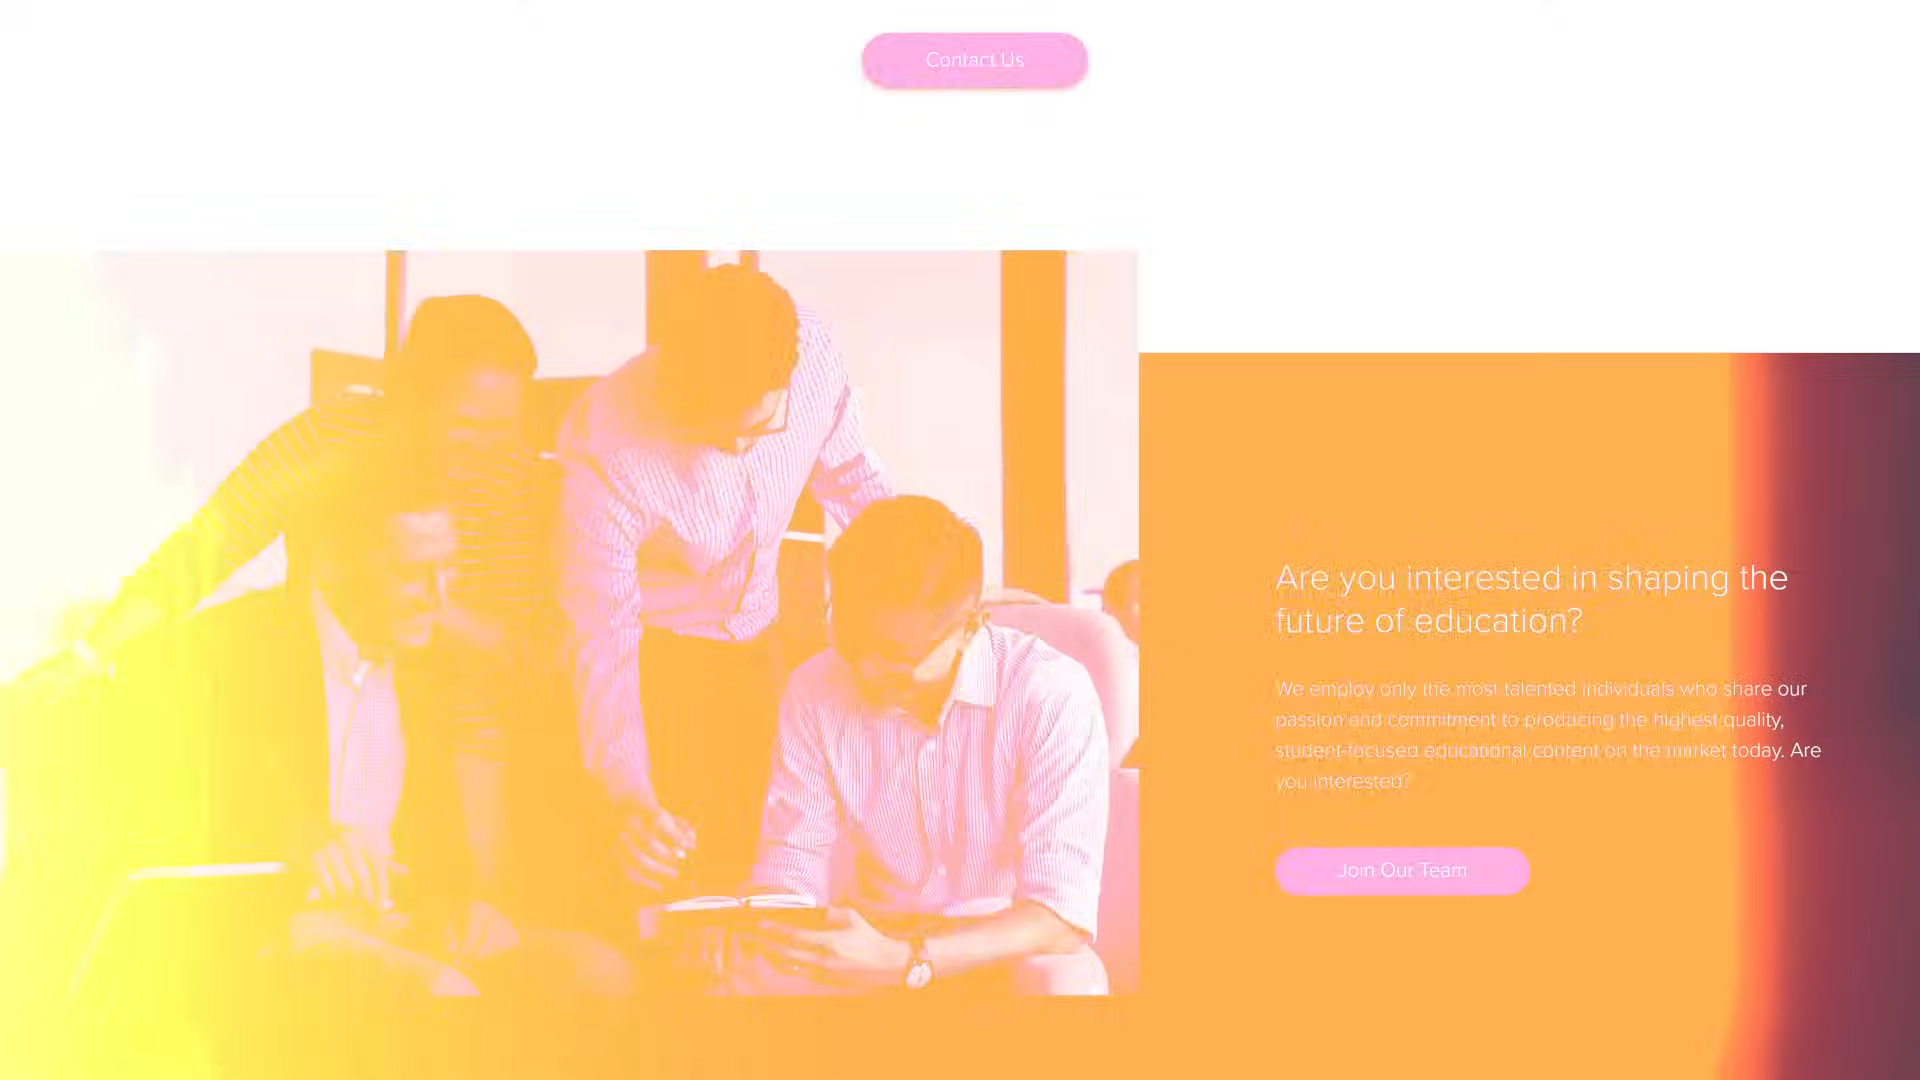 Contact Us
Are you interested in shaping the
future of education?
We employ only the most talented individuals who share our
passion and commitment to producing the highest quality,
student-focused educational content on the market today. Are
you interested?
Join Our Team